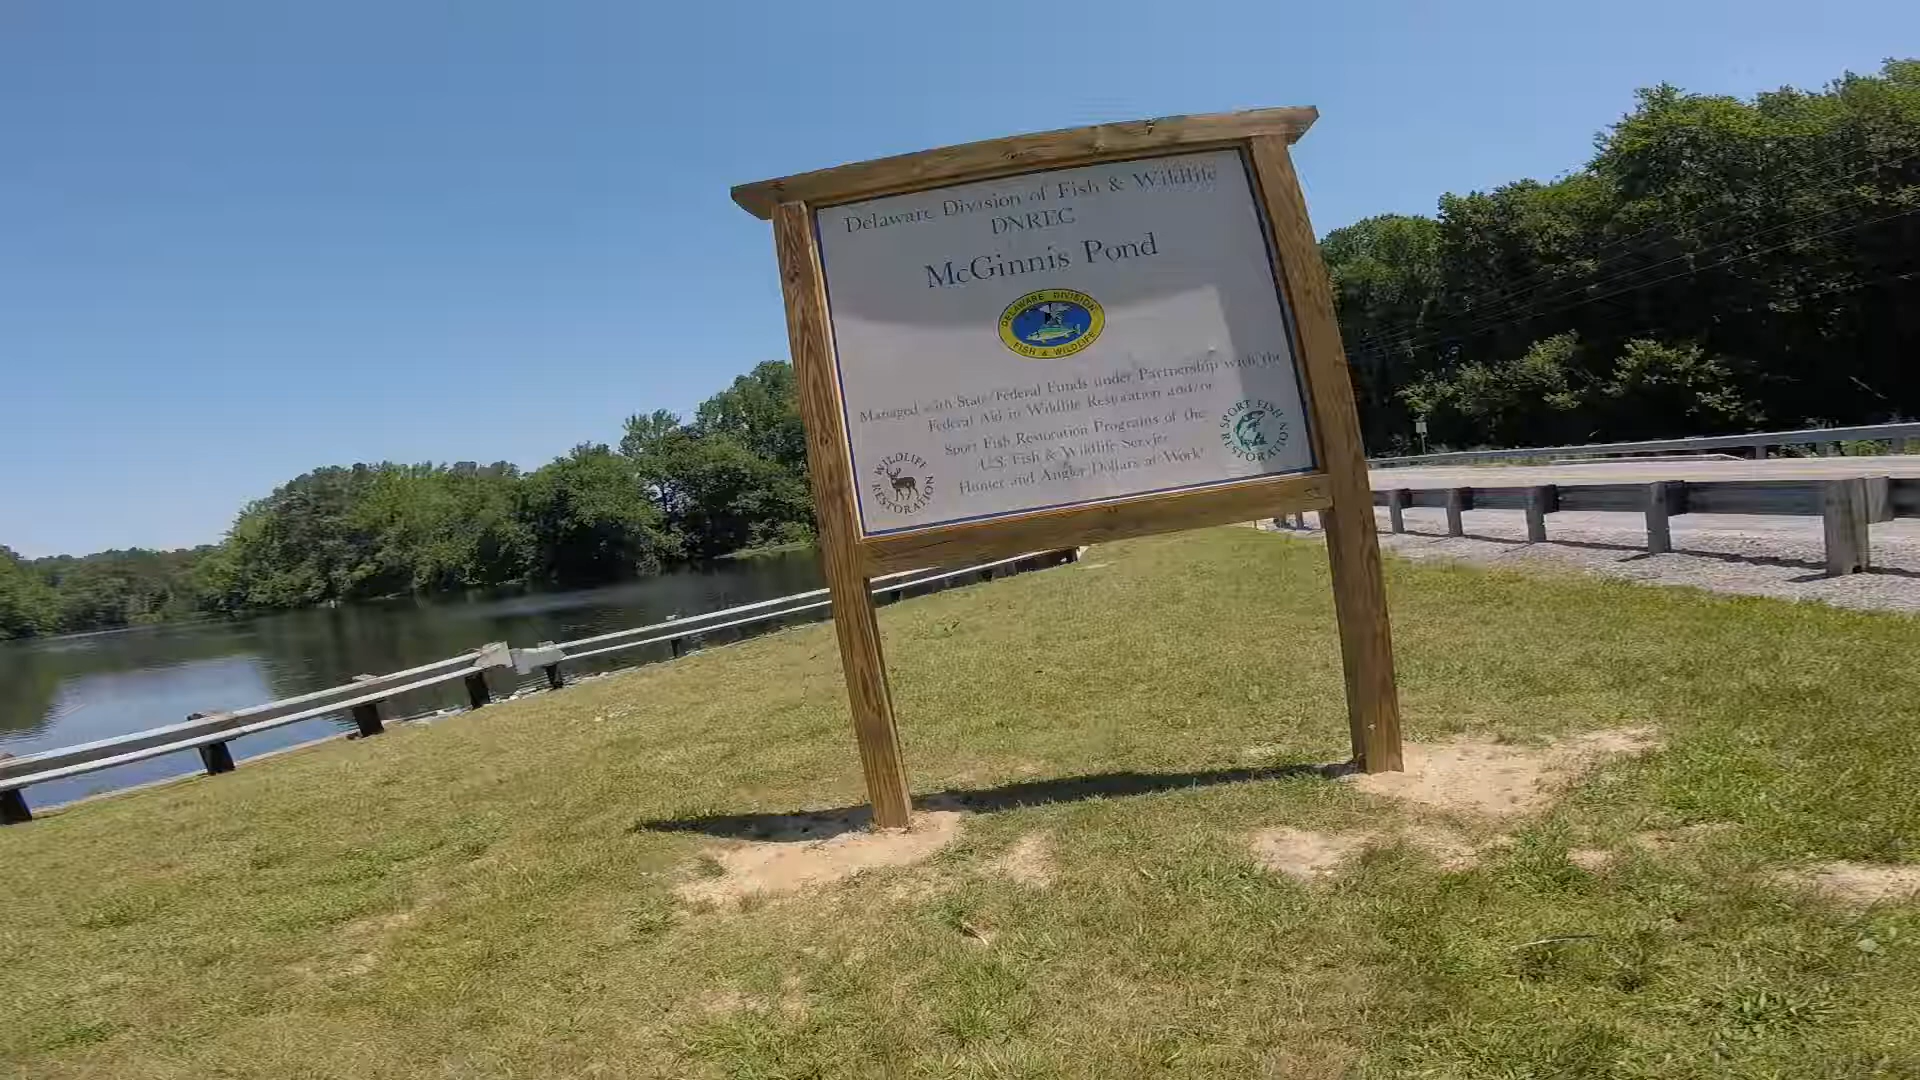 Delaware Division of Fish & Wildlife
DNREC
McGinnis Pond
DELAWARE DIVISION
FISH & WILDLIFE
Managed with State/Federal Funds under Partnership with the
Federal Aid in Wildlife Restoration and/or
Sport Fish Restoration Programs of the
U.S. Fish & Wildlife Service
Hunter and Angler Dollars at Work!
WILDLIFE RESTORATION
SPORT FISH RESTORATION